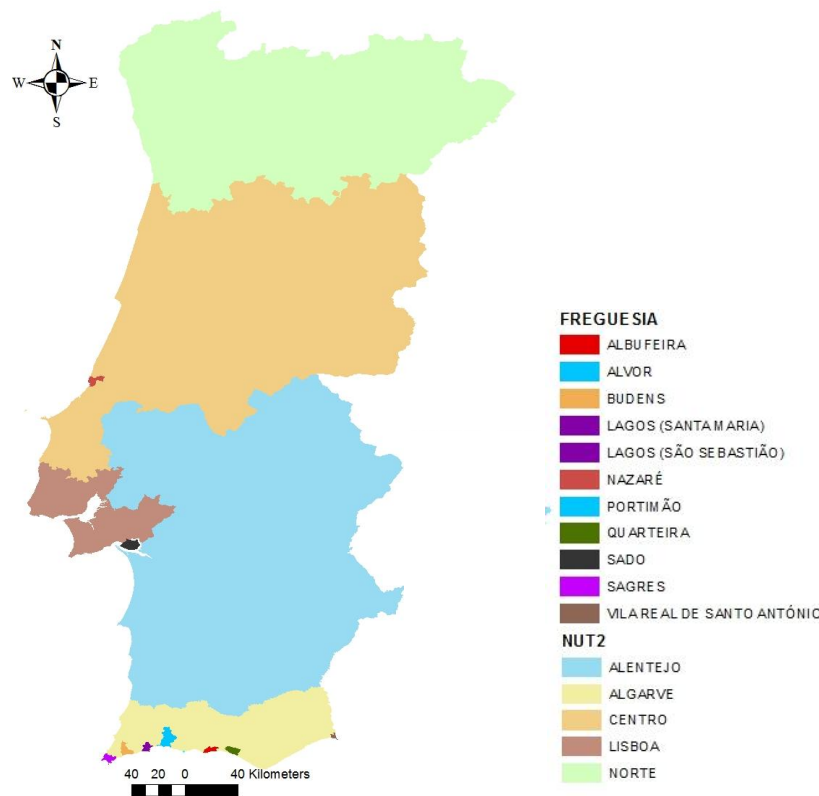 N
W E
S
FREGUESIA
ALBUFEIRA
ALVOR
BUDENS
LAGOS (SANTA MARIA)
LAGOS (SÃO SEBASTIÃO)
NAZARÉ
PORTIMÃO
QUARTEIRA
SADO
SAGRES
VILA REAL DE SANTO ANTÓNIO
NUT2
ALENTEJO
ALGARVE
CENTRO
LISBOA
NORTE
40 20 0 40 Kilometers